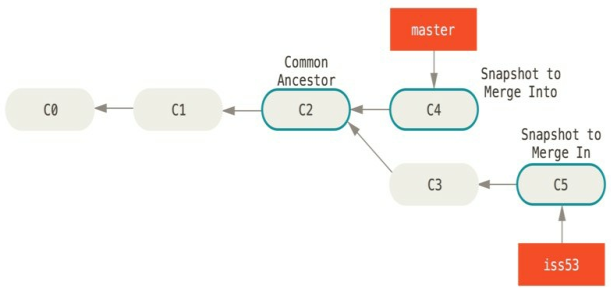 master
Common
Ancestor
Snapshot to
Merge Into
C0
C1
C2
C4
Snapshot to
Merge In
C3
C5
iss53